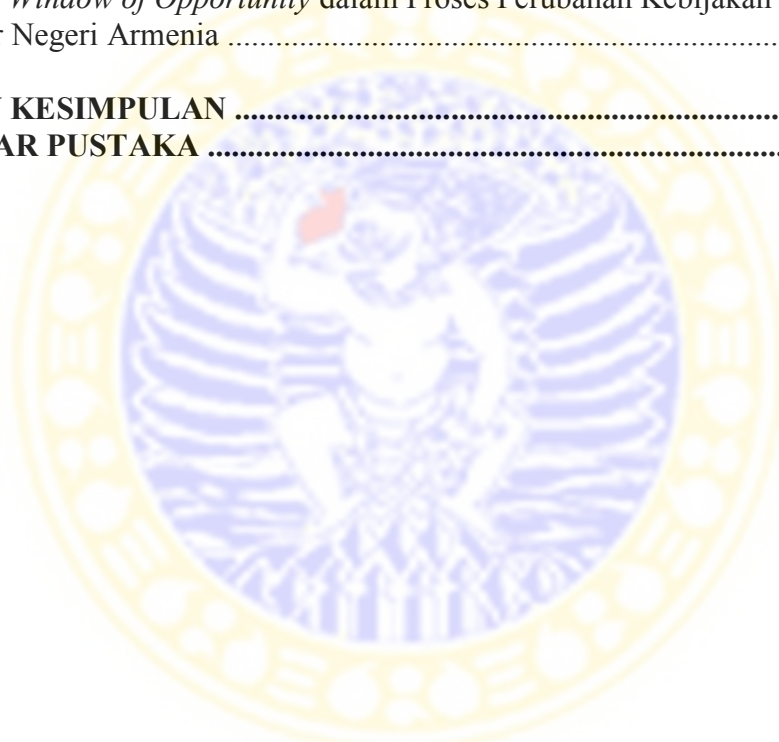 Window of Opportunity dalam Proses Perubahan Kebijakan
r Negeri Armenia ........................................................................
KESIMPULAN ........................................................................
AR PUSTAKA ...........................................................................